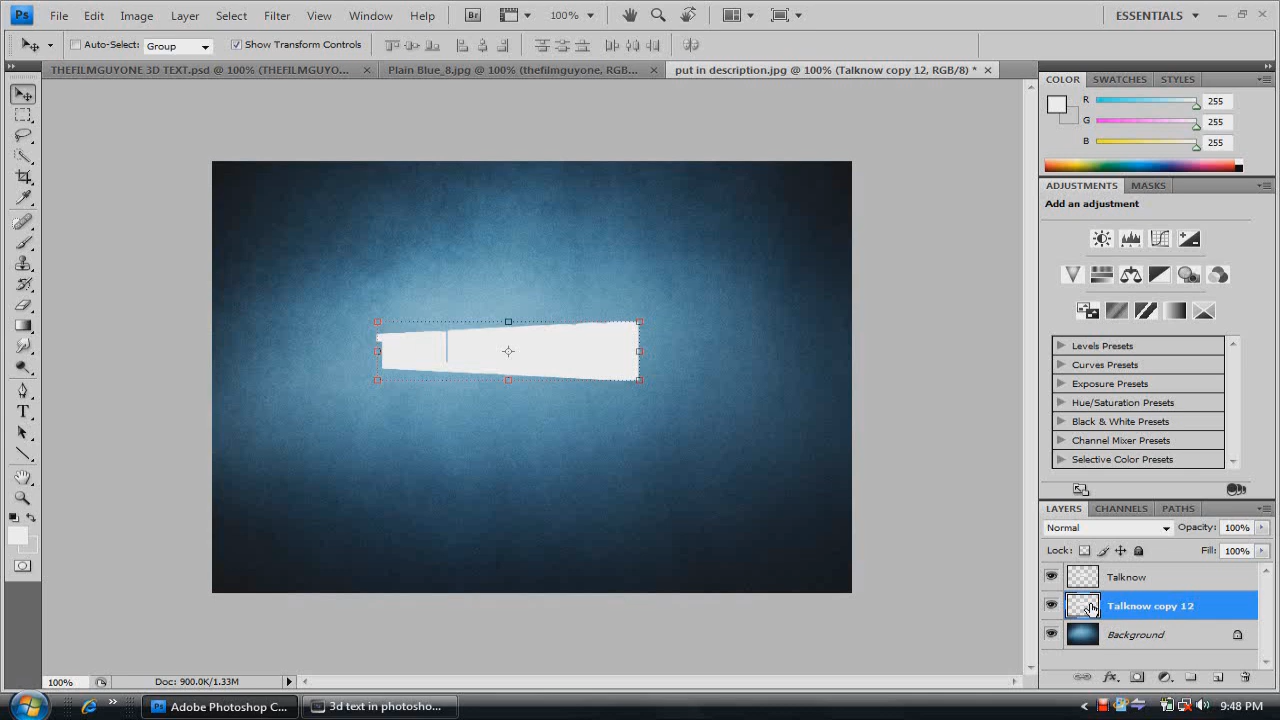 Ps File Edit Image Layer Select Filter View Window Help Br 100% ESSENTIALS
Auto-Select: Group Show Transform Controls
THEFILMGUYONE 3D TEXT.psd @ 100% (THEFILMGUYO... Plain Blue_8.jpg @ 100% (thefilmguyone, RGB... put in description.jpg @ 100% (Talknow copy 12, RGB/8) *
COLOR SWATCHES STYLES
R 255
G 255
B 255
ADJUSTMENTS MASKS
Add an adjustment
Levels Presets
Curves Presets
Exposure Presets
Hue/Saturation Presets
Black & White Presets
Channel Mixer Presets
Selective Color Presets
LAYERS CHANNELS PATHS
Normal Opacity: 100%
Lock: Fill: 100%
Talknow
Talknow copy 12
Background
100% Doc: 900.0K/1.33M
Adobe Photoshop C... 3d text in photosho... 9:48 PM